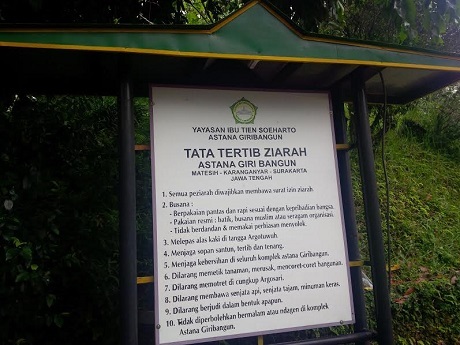 YAYASAN IBU TIEN SOEHARTO
ASTANA GIRIBANGUN
TATA TERTIB ZIARAH
ASTANA GIRI BANGUN
MATESIH - KARANGANYAR - SURAKARTA
JAWA TENGAH
1. Semua peziarah diwajibkan membawa surat izin ziarah.
2. Busana :
- Berpakaian pantas dan rapi sesuai dengan kepribadian bangsa.
- Pakaian resmi : batik, busana muslim atau seragam organisasi.
- Tidak berdandan & memakai perhiasan menyolok.
3. Melepas alas kaki di tangga Argotuwuh.
4. Menjaga sopan santun, tertib dan tenang.
5. Menjaga kebersihan di seluruh komplek astana Giribangun.
6. Dilarang memetik tanaman, merusak, mencoret-coret bangunan.
7. Dilarang memotret di cungkup Argosari.
8. Dilarang membawa senjata api, senjata tajam, minuman keras.
9. Dilarang berjudi dalam bentuk apapun.
10. Tidak diperbolehkan bermalam atau ndagen di komplek
Astana Giribangun.